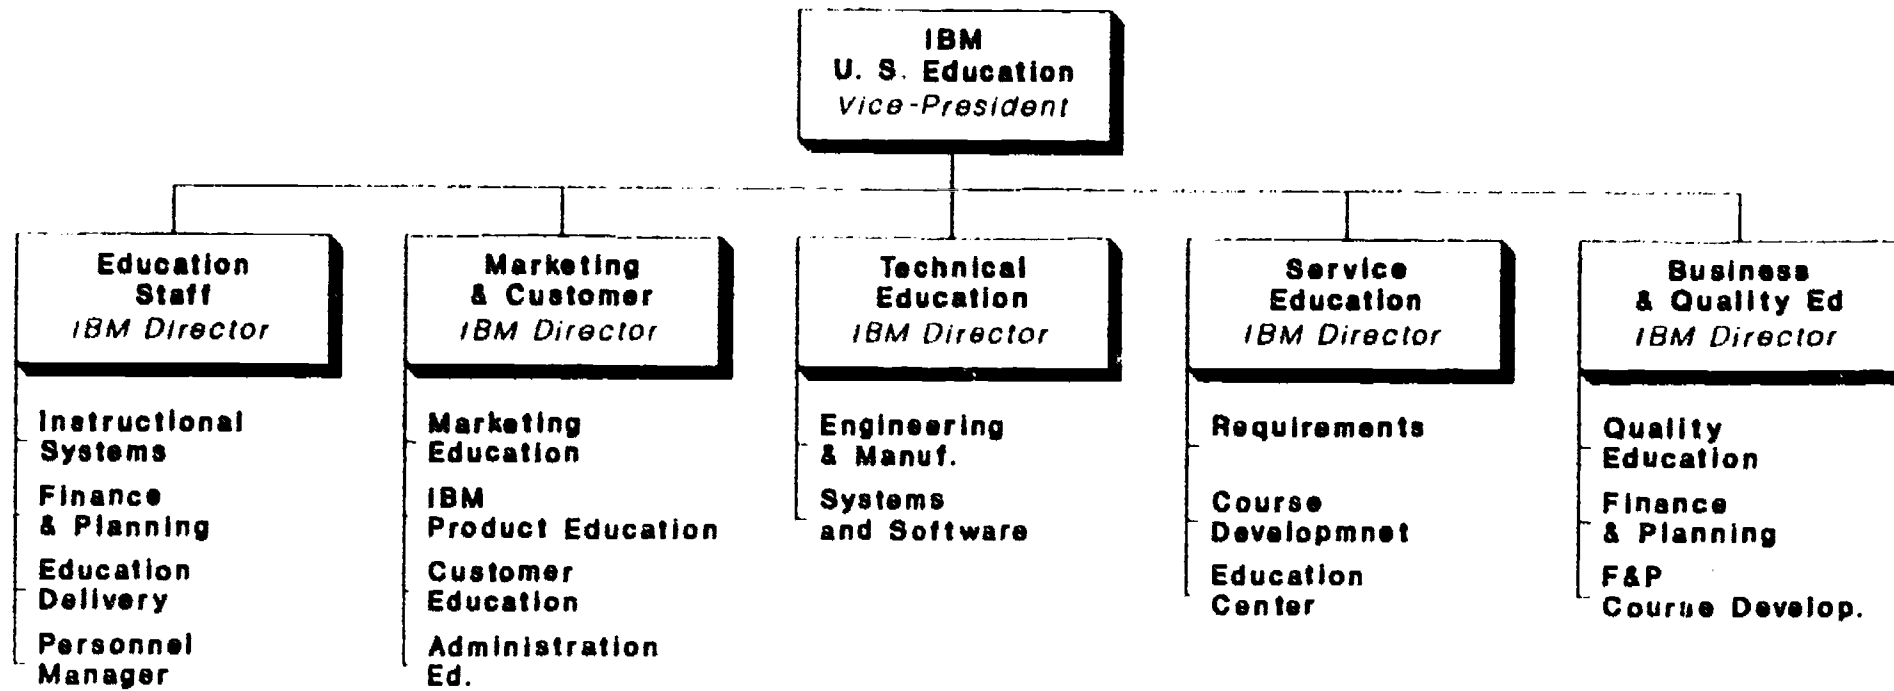 IBM
U. S. Education
Vice-President
Education
Staff
IBM Director
Instructional
Systems
Finance
& Planning
Education
Delivery
Personnel
Manager
Marketing
& Customer
IBM Director
Marketing
Education
IBM
Product Education
Customer
Education
Administration
Ed.
Technical
Education
IBM Director
Engineering
& Manuf.
Systems
and Software
Service
Education
IBM Director
Requirements
Course
Developmnet
Education
Center
Business
& Quality Ed
IBM Director
Quality
Education
Finance
& Planning
F&P
Course Develop.